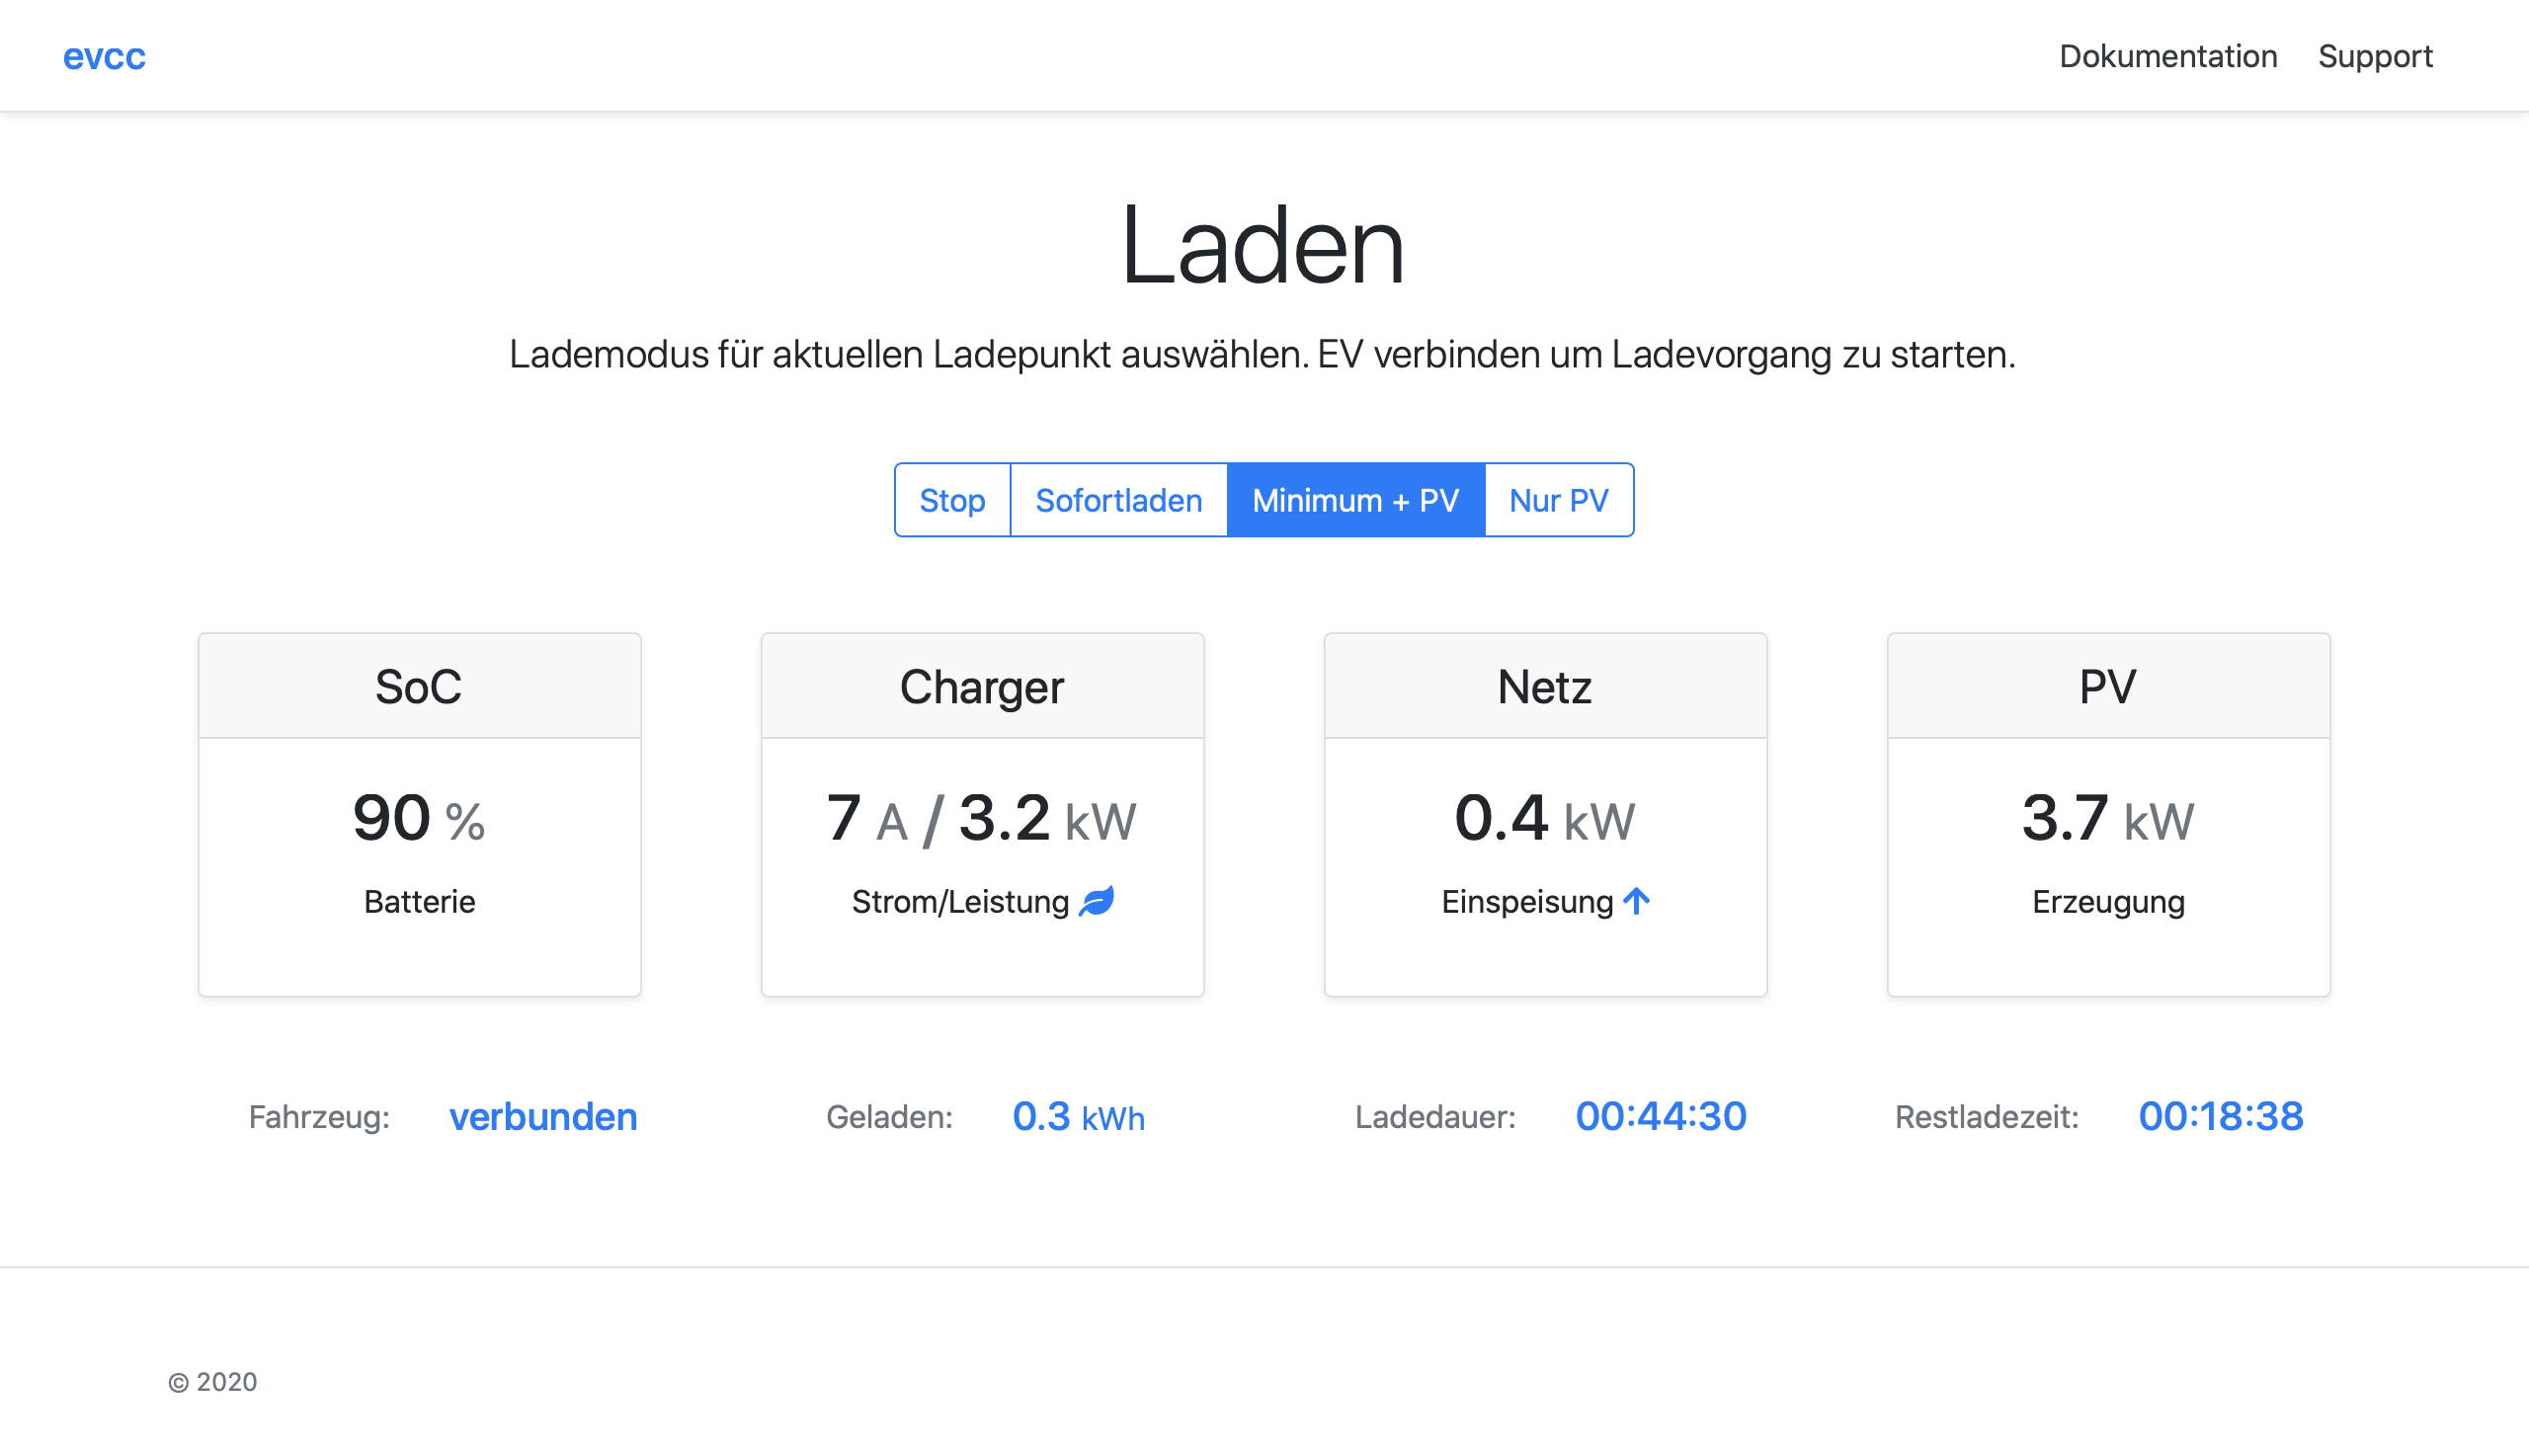 evcc Dokumentation Support
Laden
Lademodus für aktuellen Ladepunkt auswählen. EV verbinden um Ladevorgang zu starten.
Stop Sofortladen Minimum + PV Nur PV
SoC
90 %
Batterie
Charger
7 A / 3.2 kW
Strom/Leistung
Netz
0.4 kW
Einspeisung
PV
3.7 kW
Erzeugung
Fahrzeug: verbunden
Geladen: 0.3 kWh
Ladedauer: 00:44:30
Restladezeit: 00:18:38
© 2020